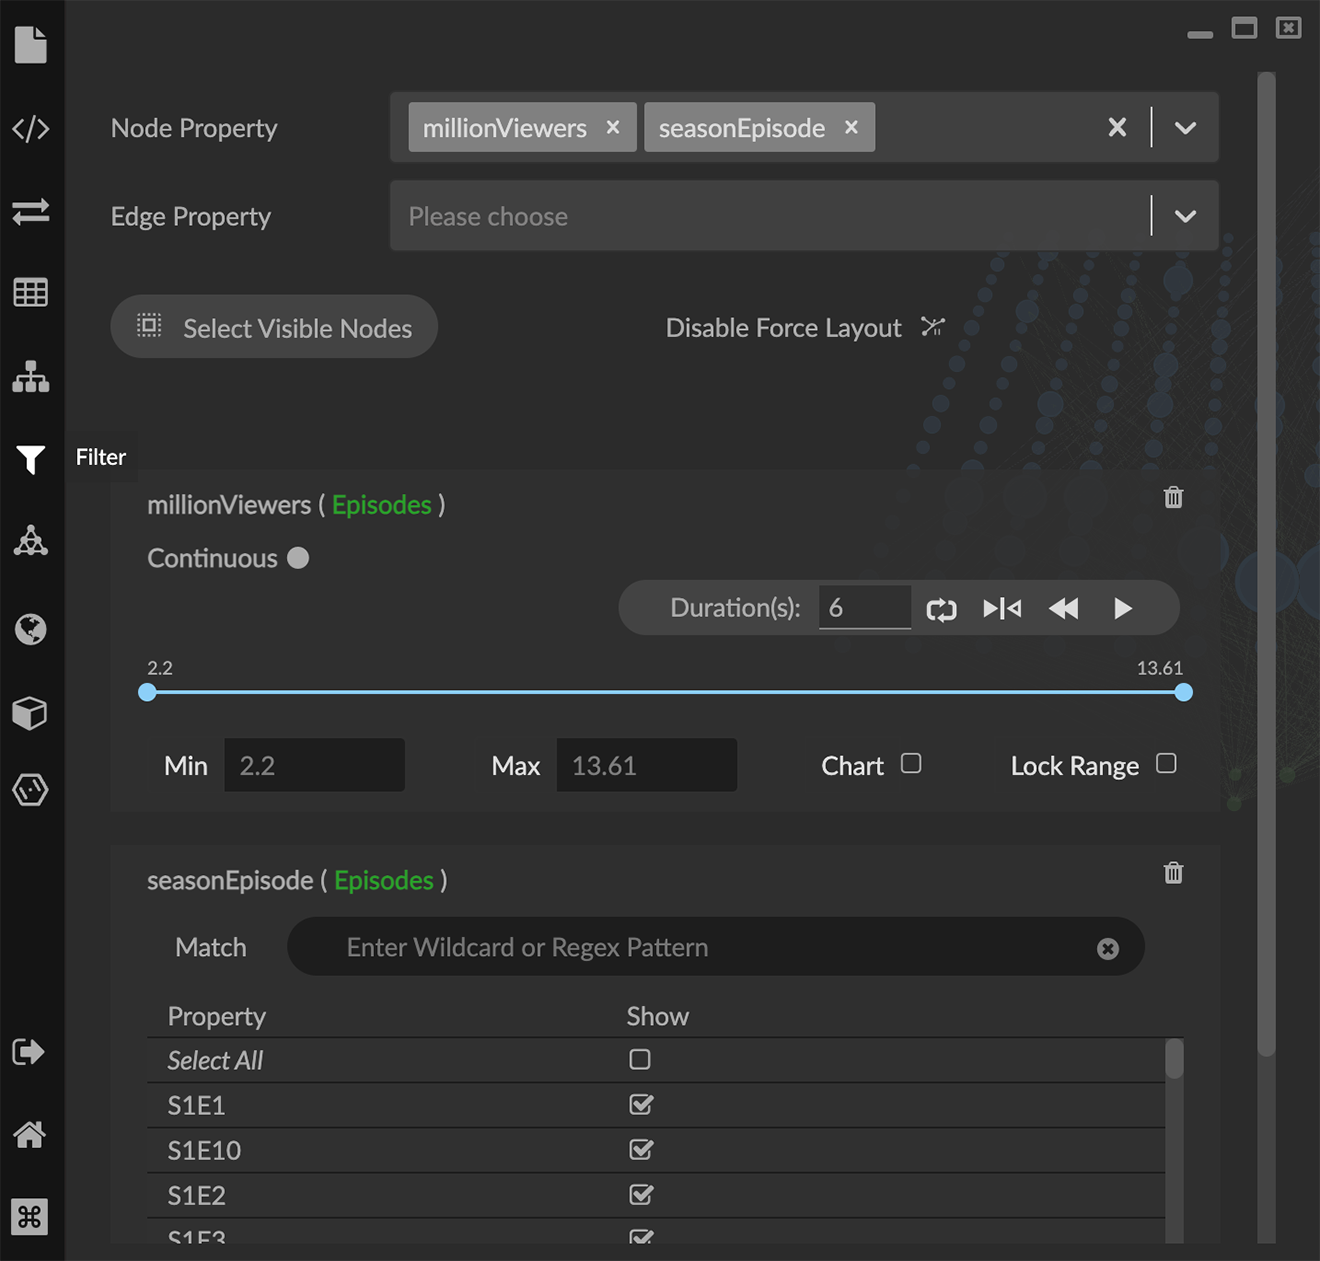 Node Property
millionViewers ×
seasonEpisode ×
Edge Property
Please choose
Select Visible Nodes
Disable Force Layout
Filter
millionViewers ( Episodes )
Continuous
Duration(s): 6
2.2
13.61
Min 2.2
Max 13.61
Chart
Lock Range
seasonEpisode ( Episodes )
Match
Enter Wildcard or Regex Pattern
Property Show
Select All
S1E1
S1E10
S1E2
S1E3